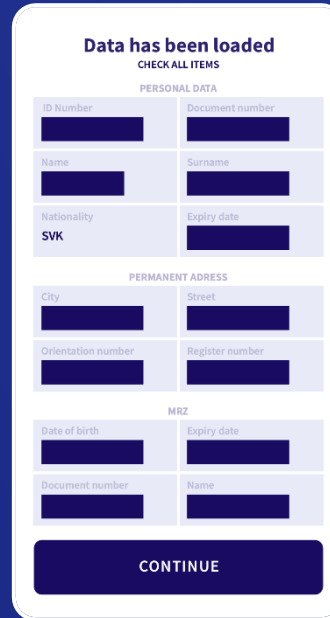 Data has been loaded
CHECK ALL ITEMS
PERSONAL DATA
ID Number Document number
Name Surname
Nationality Expiry date
SVK
PERMANENT ADRESS
City Street
Orientation number Register number
MRZ
Date of birth Expiry date
Document number Name
CONTINUE